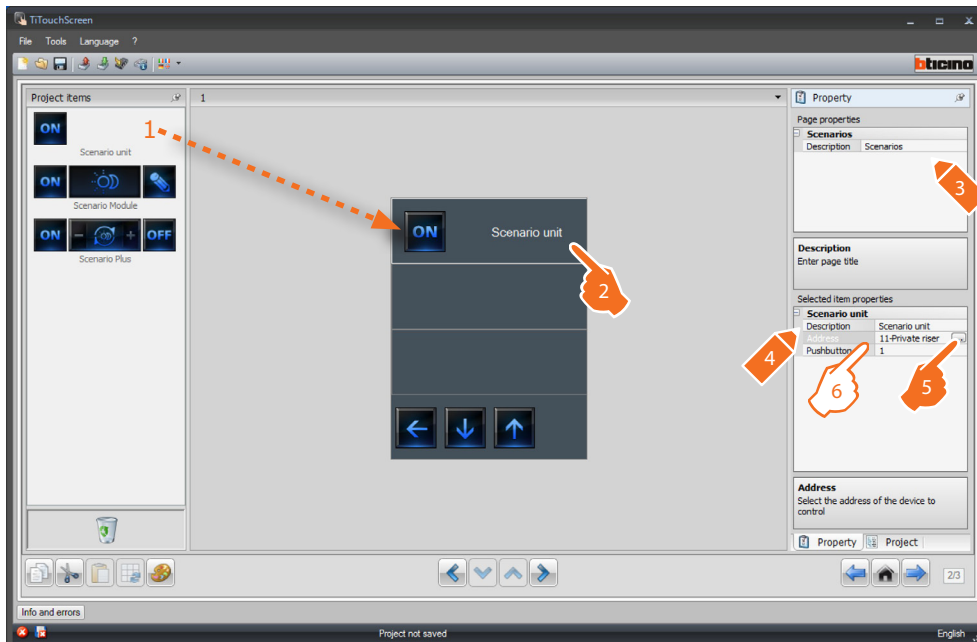 TiTouchScreen
File Tools Language ?
bticino
Project items
1
ON
1
Scenario unit
ON
Scenario Module
ON - + OFF
Scenario Plus
ON Scenario unit
2
Property
Page properties
Scenarios
Description Scenarios
3
Description
Enter page title
Selected item properties
Scenario unit
Description Scenario unit
Address 11-Private riser ...
Pushbutton 1
4
6
5
Address
Select the address of the device to
control
Property Project
2/3
Info and errors
Project not saved
English